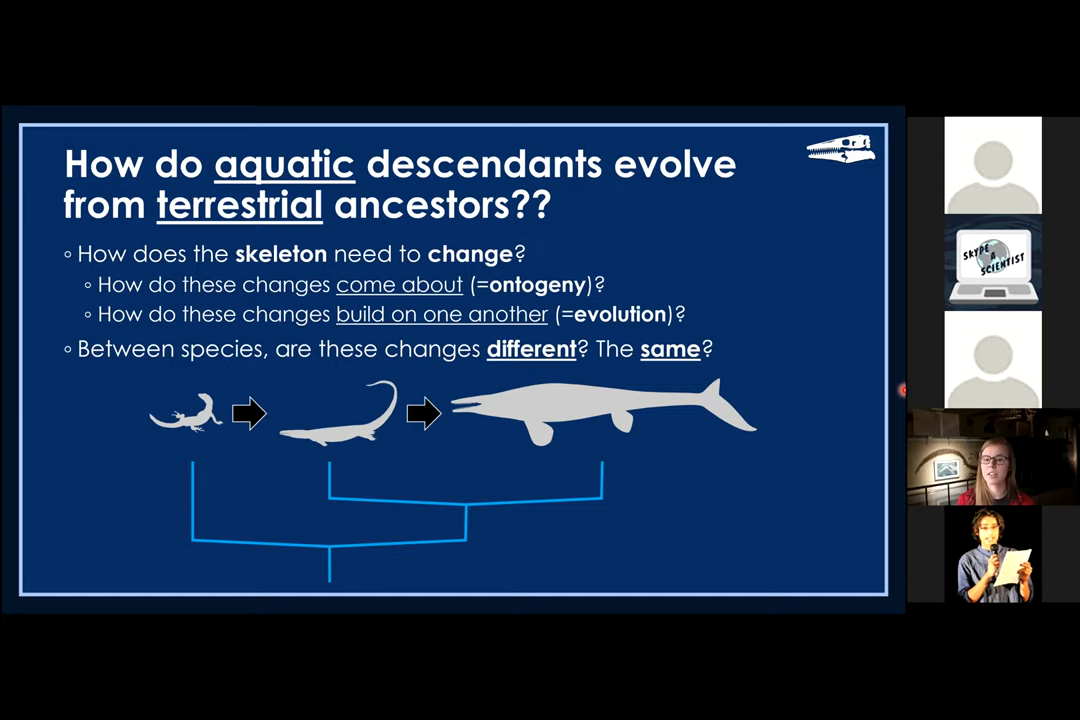 How do aquatic descendants evolve
from terrestrial ancestors??
◦ How does the skeleton need to change?
◦ How do these changes come about (=ontogeny)?
◦ How do these changes build on one another (=evolution)?
◦ Between species, are these changes different? The same?
SKYPE
A
SCIENTIST